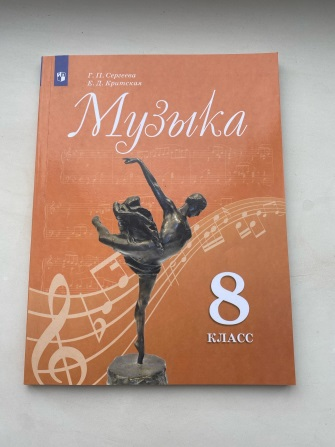 Г. П. Сергеева
Е. Д. Критская
Музыка
8
КЛАСС